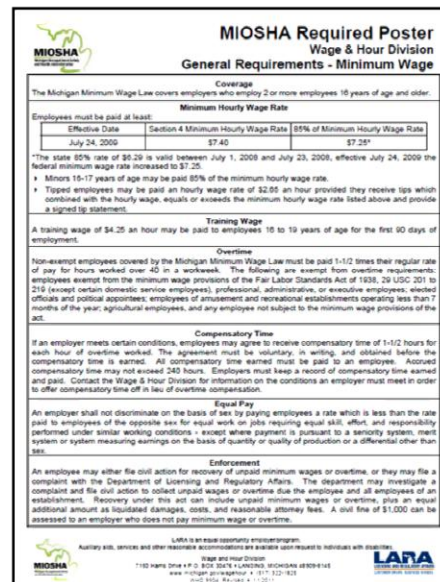 MIOSHA
MIOSHA Required Poster
Wage & Hour Division
General Requirements - Minimum Wage
Coverage
The Michigan Minimum Wage Law covers employers who employ 2 or more employees 16 years of age and older.
Minimum Hourly Wage Rate
Employees must be paid at least:
Effective Date Section 4 Minimum Hourly Wage Rate 85% of Minimum Hourly Wage Rate
July 24, 2009 $7.40 $7.25*
*The state 85% rate of $6.29 is valid between July 1, 2008 and July 23, 2008, effective July 24, 2009 the
federal minimum wage rate increased to $7.25.
Minors 16-17 years of age may be paid 85% of the minimum hourly wage rate.
Tipped employees may be paid an hourly wage rate of $2.65 an hour provided they receive tips which
combined with the hourly wage, equals or exceeds the minimum hourly wage rate listed above and provide
a signed tip statement.
Training Wage
A training wage of $4.25 an hour may be paid to employees 16 to 19 years of age for the first 90 days of
employment.
Overtime
Non-exempt employees covered by the Michigan Minimum Wage Law must be paid 1-1/2 times their regular rate
of pay for hours worked over 40 in a workweek. The following are exempt from overtime requirements:
employees exempt from the minimum wage provisions of the Fair Labor Standards Act of 1938, 29 USC 201 to
219 (except certain domestic service employees), professional, administrative, or executive employees; elected
officials and political appointees; employees of amusement and recreational establishments operating less than 7
months of the year; agricultural employees, and any employee not subject to the minimum wage provisions of the
act.
Compensatory Time
If an employer meets certain conditions, employees may agree to receive compensatory time of 1-1/2 hours for
each hour of overtime worked. The agreement must be voluntary, in writing, and obtained before the
compensatory time is earned. All compensatory time earned must be paid to an employee. Accrued
compensatory time may not exceed 240 hours. Employers must keep a record of compensatory time earned
and paid. Contact the Wage & Hour Division for information on the conditions an employer must meet in order
to offer compensatory time off in lieu of overtime compensation.
Equal Pay
An employer shall not discriminate on the basis of sex by paying employees a rate which is less than the rate
paid to employees of the opposite sex for equal work on jobs requiring equal skill, effort, and responsibility
performed under similar working conditions - except where payment is pursuant to a seniority system, merit
system or system measuring earnings on the basis of quantity or quality of production or a differential other than
sex.
Enforcement
An employee may either file civil action for recovery of unpaid minimum wages or overtime, or they may file a
complaint with the Department of Licensing and Regulatory Affairs. The department may investigate a
complaint and file civil action to collect unpaid wages or overtime due the employee and all employees of an
establishment. Recovery under this act can include unpaid minimum wages or overtime, plus an equal
additional amount as liquidated damages, costs, and reasonable attorney fees. A civil fine of $1,000 can be
assessed to an employer who does not pay minimum wage or overtime.
LARA is an equal opportunity employer/program.
Auxiliary aids, services and other reasonable accommodations are available upon request to individuals with disabilities.
Wage and Hour Division
MIOSHA
LARA